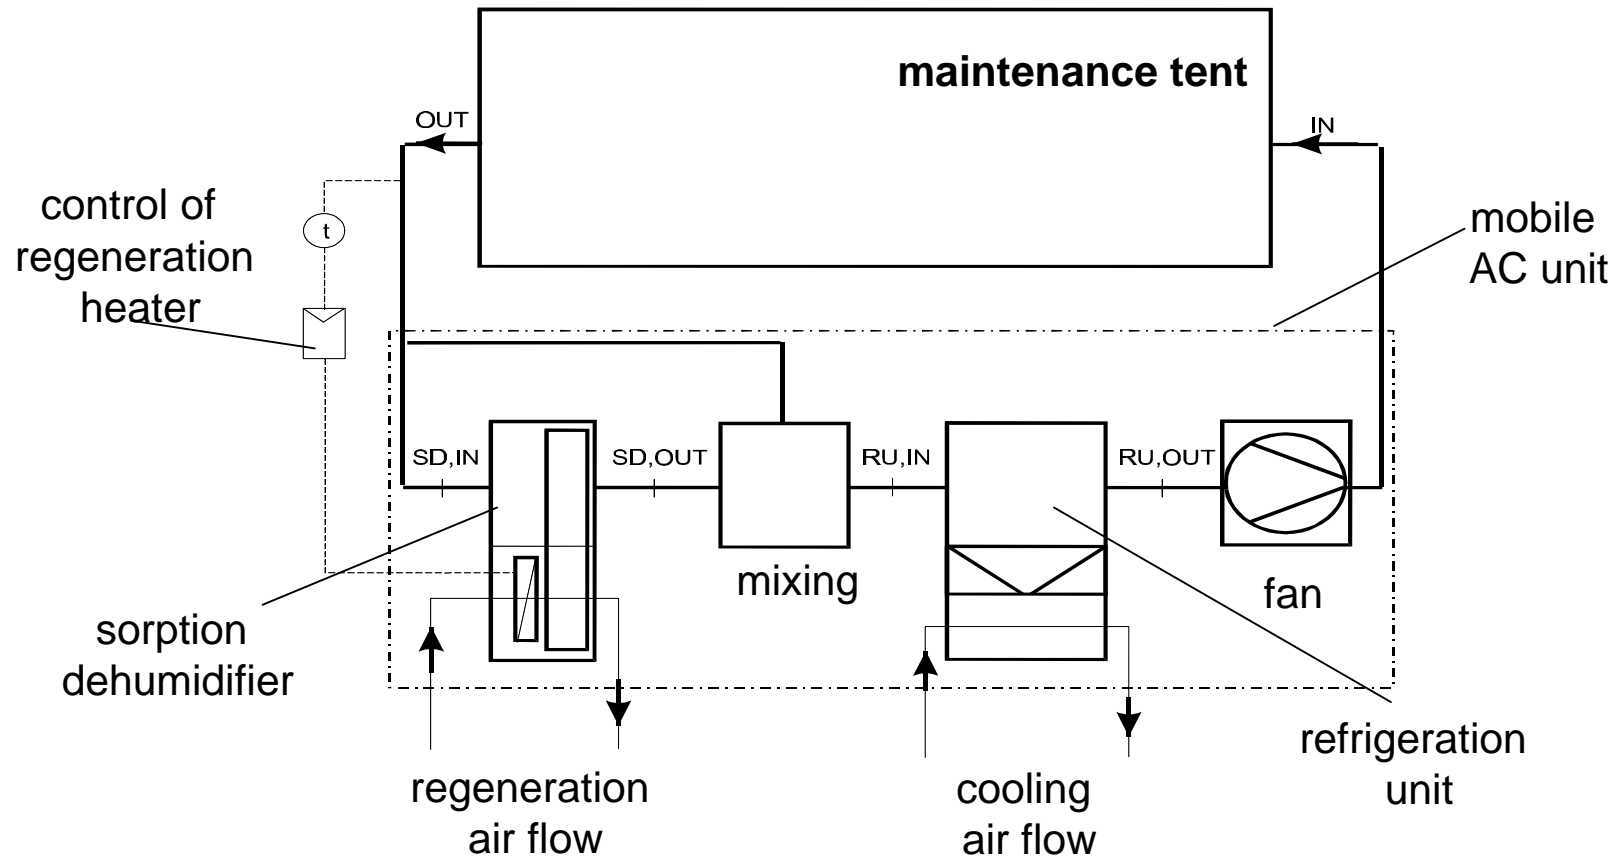 maintenance tent
OUT
IN
control of
regeneration
heater
t
mobile
AC unit
SD,IN
SD,OUT
RU,IN
RU,OUT
mixing
fan
sorption
dehumidifier
refrigeration
unit
regeneration
air flow
cooling
air flow